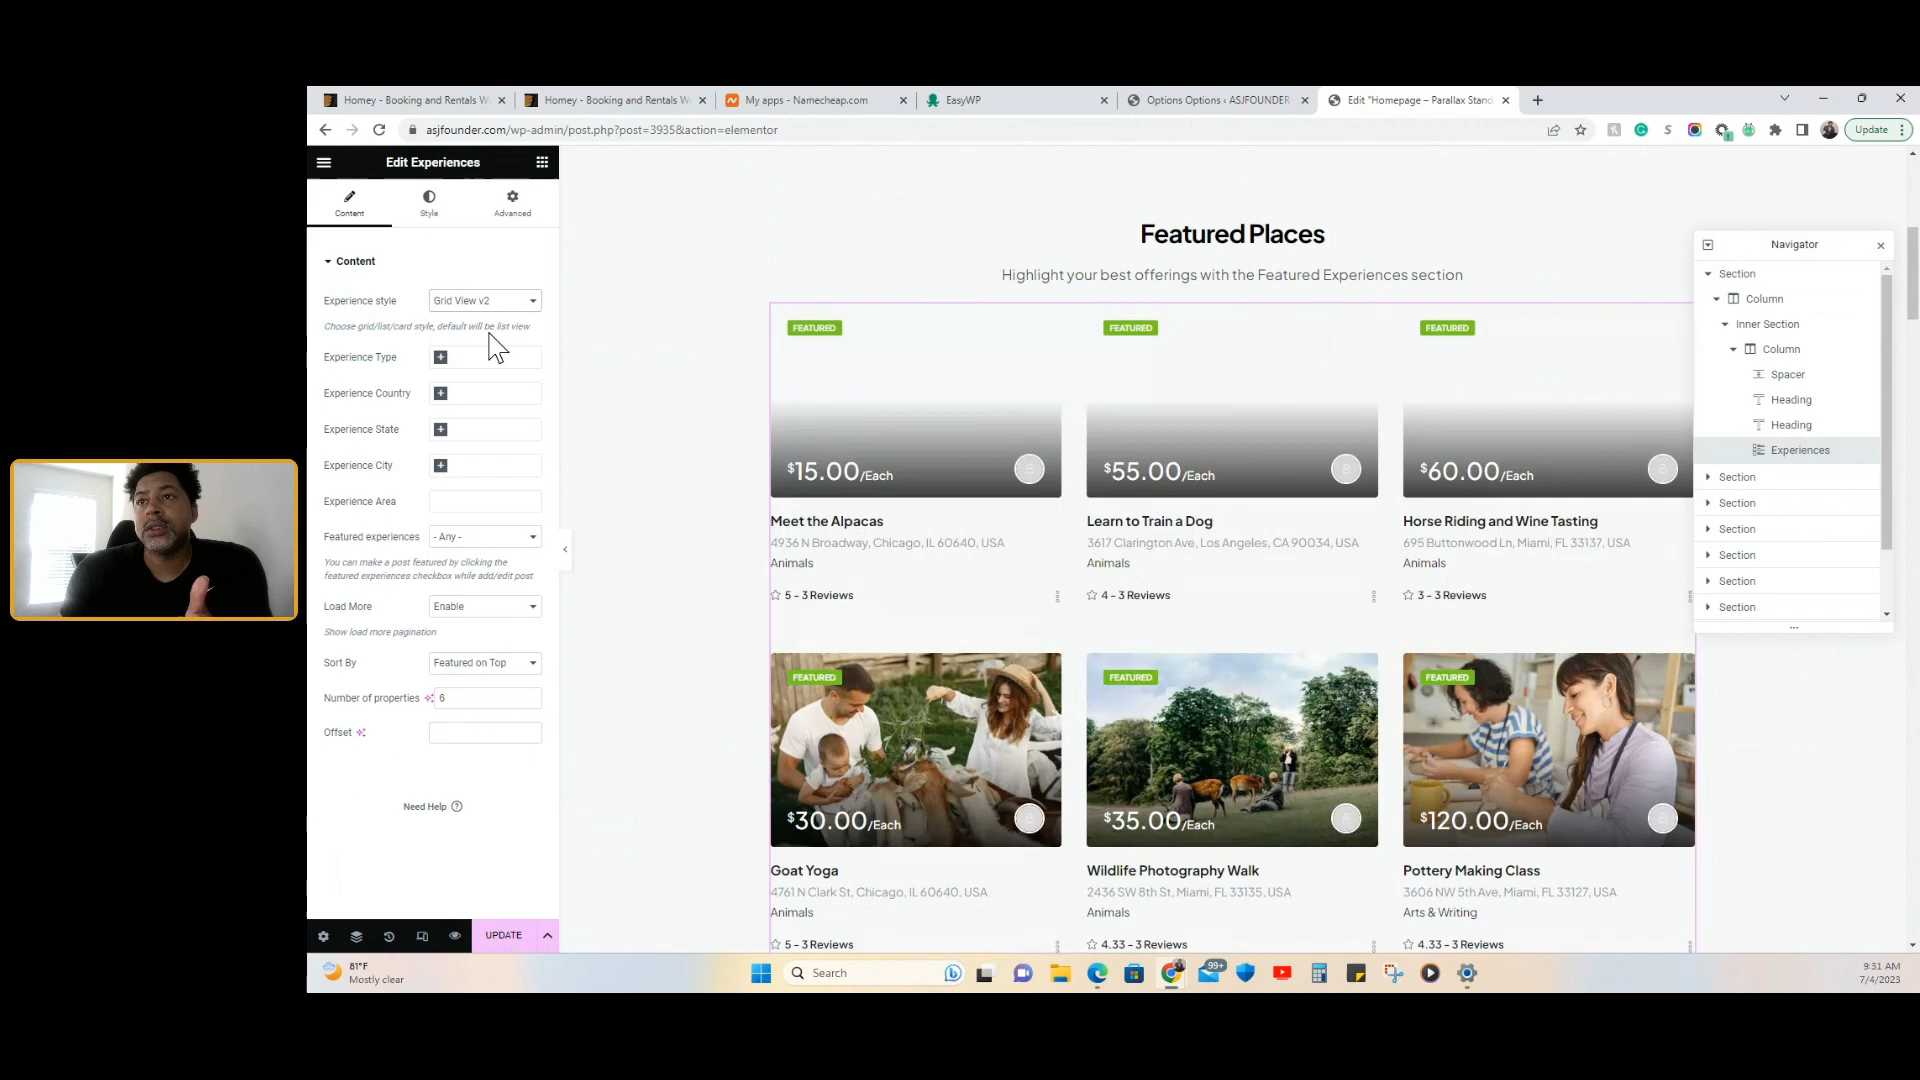 Homey - Booking and Rentals W
Homey - Booking and Rentals W
My apps - Namecheap.com
EasyWP
Options Options ‹ ASJFOUNDER
Edit "Homepage – Parallax Stand
asjfounder.com/wp-admin/post.php?post=3935&action=elementor
Update
Edit Experiences
Content
Style
Advanced
Content
Experience style
Grid View v2
Choose grid/list/card style, default will be list view
Experience Type
Experience Country
Experience State
Experience City
Experience Area
Featured experiences
- Any -
You can make a post featured by clicking the
featured experiences checkbox while add/edit post
Load More
Enable
Show load more pagination
Sort By
Featured on Top
Number of properties
6
Offset
Need Help
UPDATE
Featured Places
Highlight your best offerings with the Featured Experiences section
FEATURED
FEATURED
FEATURED
$15.00/Each
$55.00/Each
$60.00/Each
Meet the Alpacas
Learn to Train a Dog
Horse Riding and Wine Tasting
4936 N Broadway, Chicago, IL 60640, USA
3617 Clarington Ave, Los Angeles, CA 90034, USA
695 Buttonwood Ln, Miami, FL 33137, USA
Animals
Animals
Animals
5 - 3 Reviews
4 - 3 Reviews
3 - 3 Reviews
FEATURED
FEATURED
FEATURED
$30.00/Each
$35.00/Each
$120.00/Each
Goat Yoga
Wildlife Photography Walk
Pottery Making Class
4761 N Clark St, Chicago, IL 60640, USA
2436 SW 8th St, Miami, FL 33135, USA
3606 NW 5th Ave, Miami, FL 33127, USA
Animals
Animals
Arts & Writing
5 - 3 Reviews
4.33 - 3 Reviews
4.33 - 3 Reviews
Navigator
Section
Column
Inner Section
Column
Spacer
Heading
Heading
Experiences
Section
Section
Section
Section
Section
Section
81°F
Mostly clear
Search
99+
9:31 AM
7/4/2023